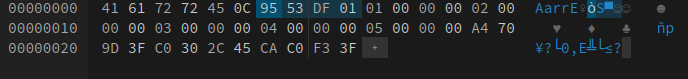 00000000 41 61 72 72 45 0C 95 53 DF 01 01 00 00 00 02 00 AarrE♀òS▀☺☺ ☻
00000010 00 00 03 00 00 00 04 00 00 00 05 00 00 00 A4 70 ♥ ♦ ♣ ñp
00000020 9D 3F C0 30 2C 45 CA C0 F3 3F + ¥?└0,E╩└≤?